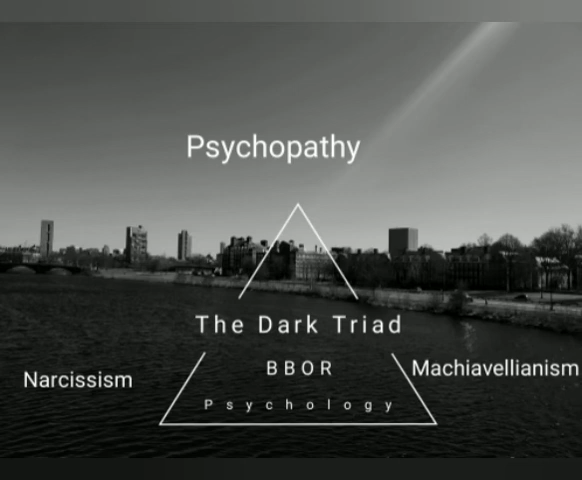 Psychopathy
The Dark Triad
BBOR
Psychology
Narcissism
Machiavellianism